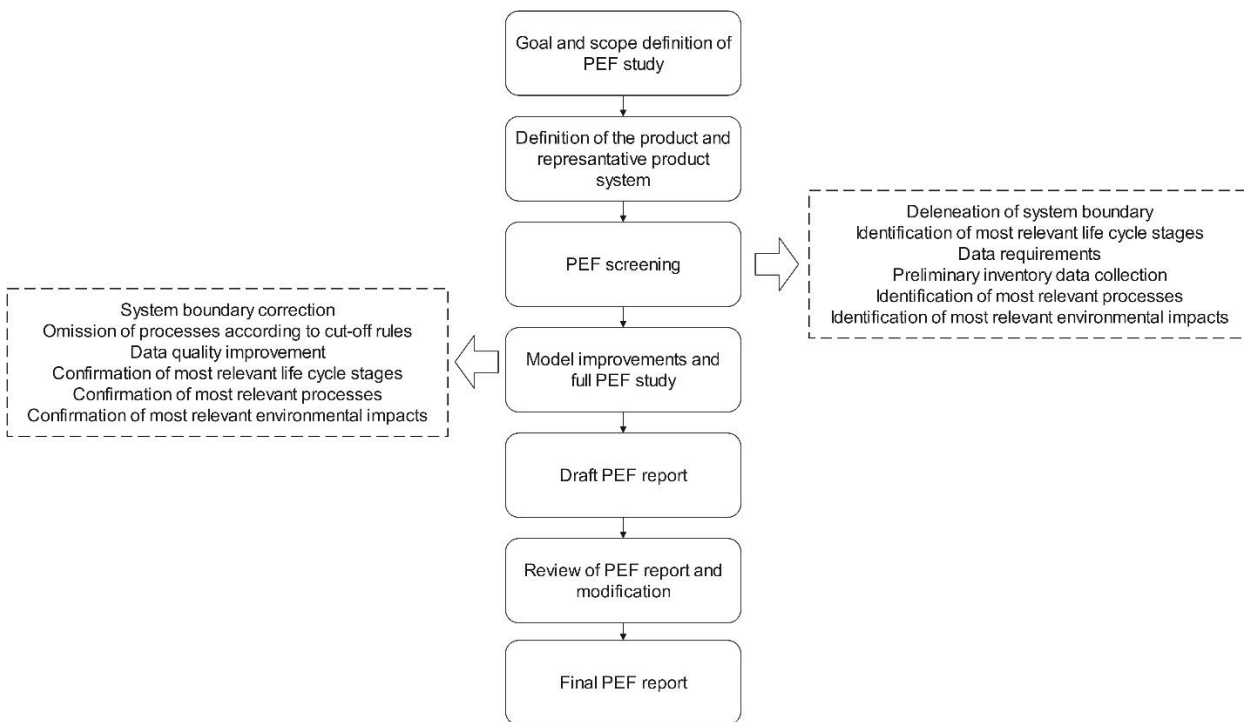 Goal and scope definition of
PEF study
Definition of the product and
represantative product
system
PEF screening
Deleneation of system boundary
Identification of most relevant life cycle stages
Data requirements
Preliminary inventory data collection
Identification of most relevant processes
Identification of most relevant environmental impacts
Model improvements and
full PEF study
System boundary correction
Omission of processes according to cut-off rules
Data quality improvement
Confirmation of most relevant life cycle stages
Confirmation of most relevant processes
Confirmation of most relevant environmental impacts
Draft PEF report
Review of PEF report and
modification
Final PEF report